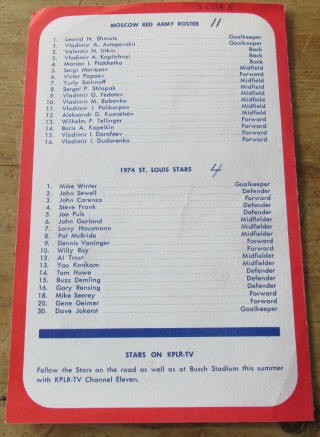 SCORE
MOSCOW RED ARMY ROSTER 11
1. Leonid N. Shmuts Goalkeeper
1. Vladimir A. Astapovskii Goalkeeper
2. Valentin N. Utkin Back
3. Vladimir A. Kaplichnyi Back
4. Marian I. Plakhetko Back
5. Sergi Morozov Midfield
6. Victor Popaev Forward
7. Yuriy Smirnoff Midfield
8. Sergei P. Shlapak Midfield
9. Vladimir G. Fedotov Midfield
10. Vladimir M. Babenko Midfield
11. Vladimir I. Polikarpov Midfield
12. Aleksandr D. Kuznetsov Midfield
13. Wilhelm P. Tellinger Forward
14. Boris A. Kopeikin Forward
15. Vladimir I. Dorofeev Forward
16. Vladimir I. Dudarenko Forward
1974 ST. LOUIS STARS 4
1. Mike Winter Goalkeeper
2. John Sewell Defender
3. John Carenza Forward
4. Steve Frank Defender
5. Joe Puls Defender
6. John Garland Midfielder
7. Larry Hausmann Midfielder
8. Pat McBride Midfielder
9. Dennis Vaninger Forward
10. Willy Roy Forward
12. Al Trost Midfielder
13. Yao Kankam Midfielder
14. Tom Howe Defender
15. Buzz Demling Defender
16. Gary Rensing Defender
18. Mike Seerey Forward
20. Gene Geimer Forward
30. Dave Jokerst Goalkeeper
STARS ON KPLR-TV
Follow the Stars on the road as well as at Busch Stadium this summer
with KPLR-TV Channel Eleven.